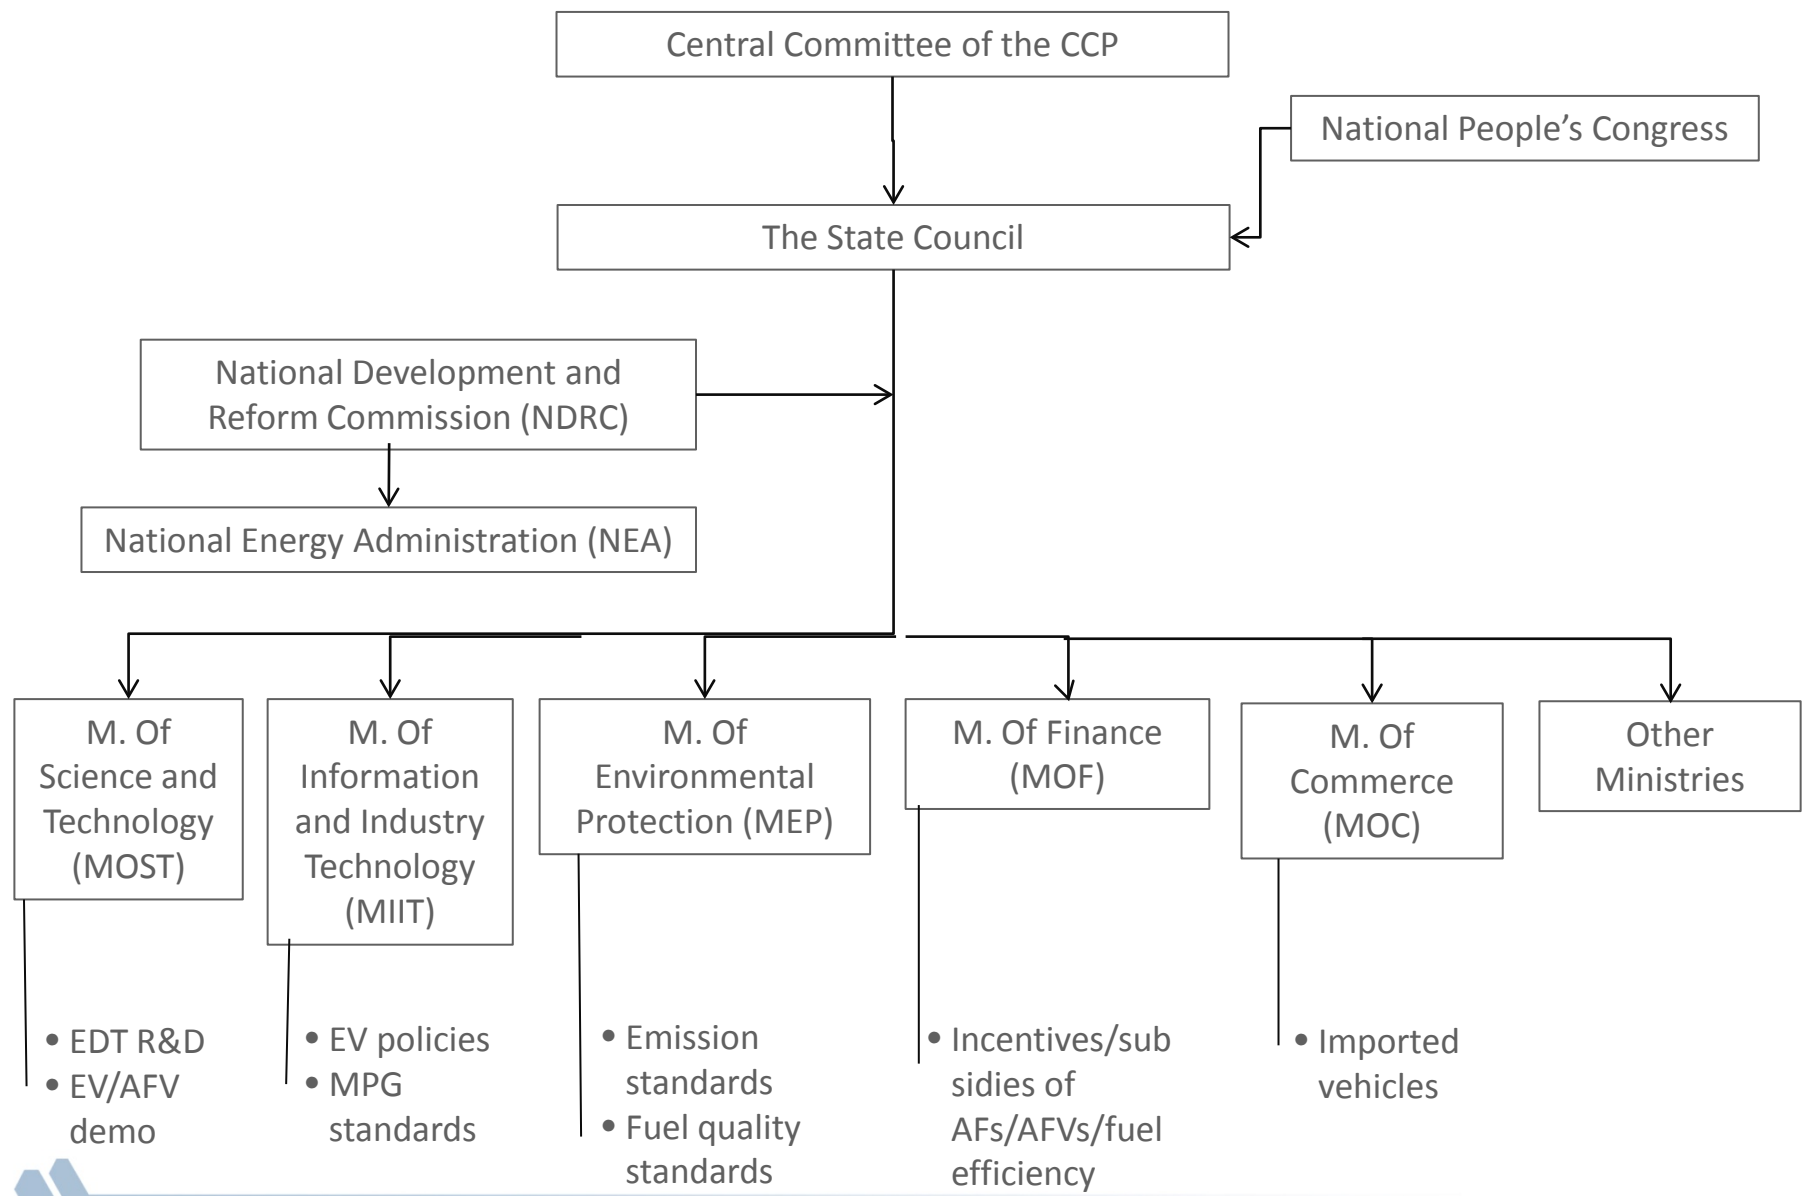 Central Committee of the CCP
National People’s Congress
The State Council
National Development and
Reform Commission (NDRC)
National Energy Administration (NEA)
M. Of
Science and
Technology
(MOST)
M. Of
Information
and Industry
Technology
(MIIT)
M. Of
Environmental
Protection (MEP)
M. Of Finance
(MOF)
M. Of
Commerce
(MOC)
Other
Ministries
• EDT R&D
• EV/AFV
demo
• EV policies
• MPG
standards
• Emission
standards
• Fuel quality
standards
• Incentives/sub
sidies of
AFs/AFVs/fuel
efficiency
• Imported
vehicles